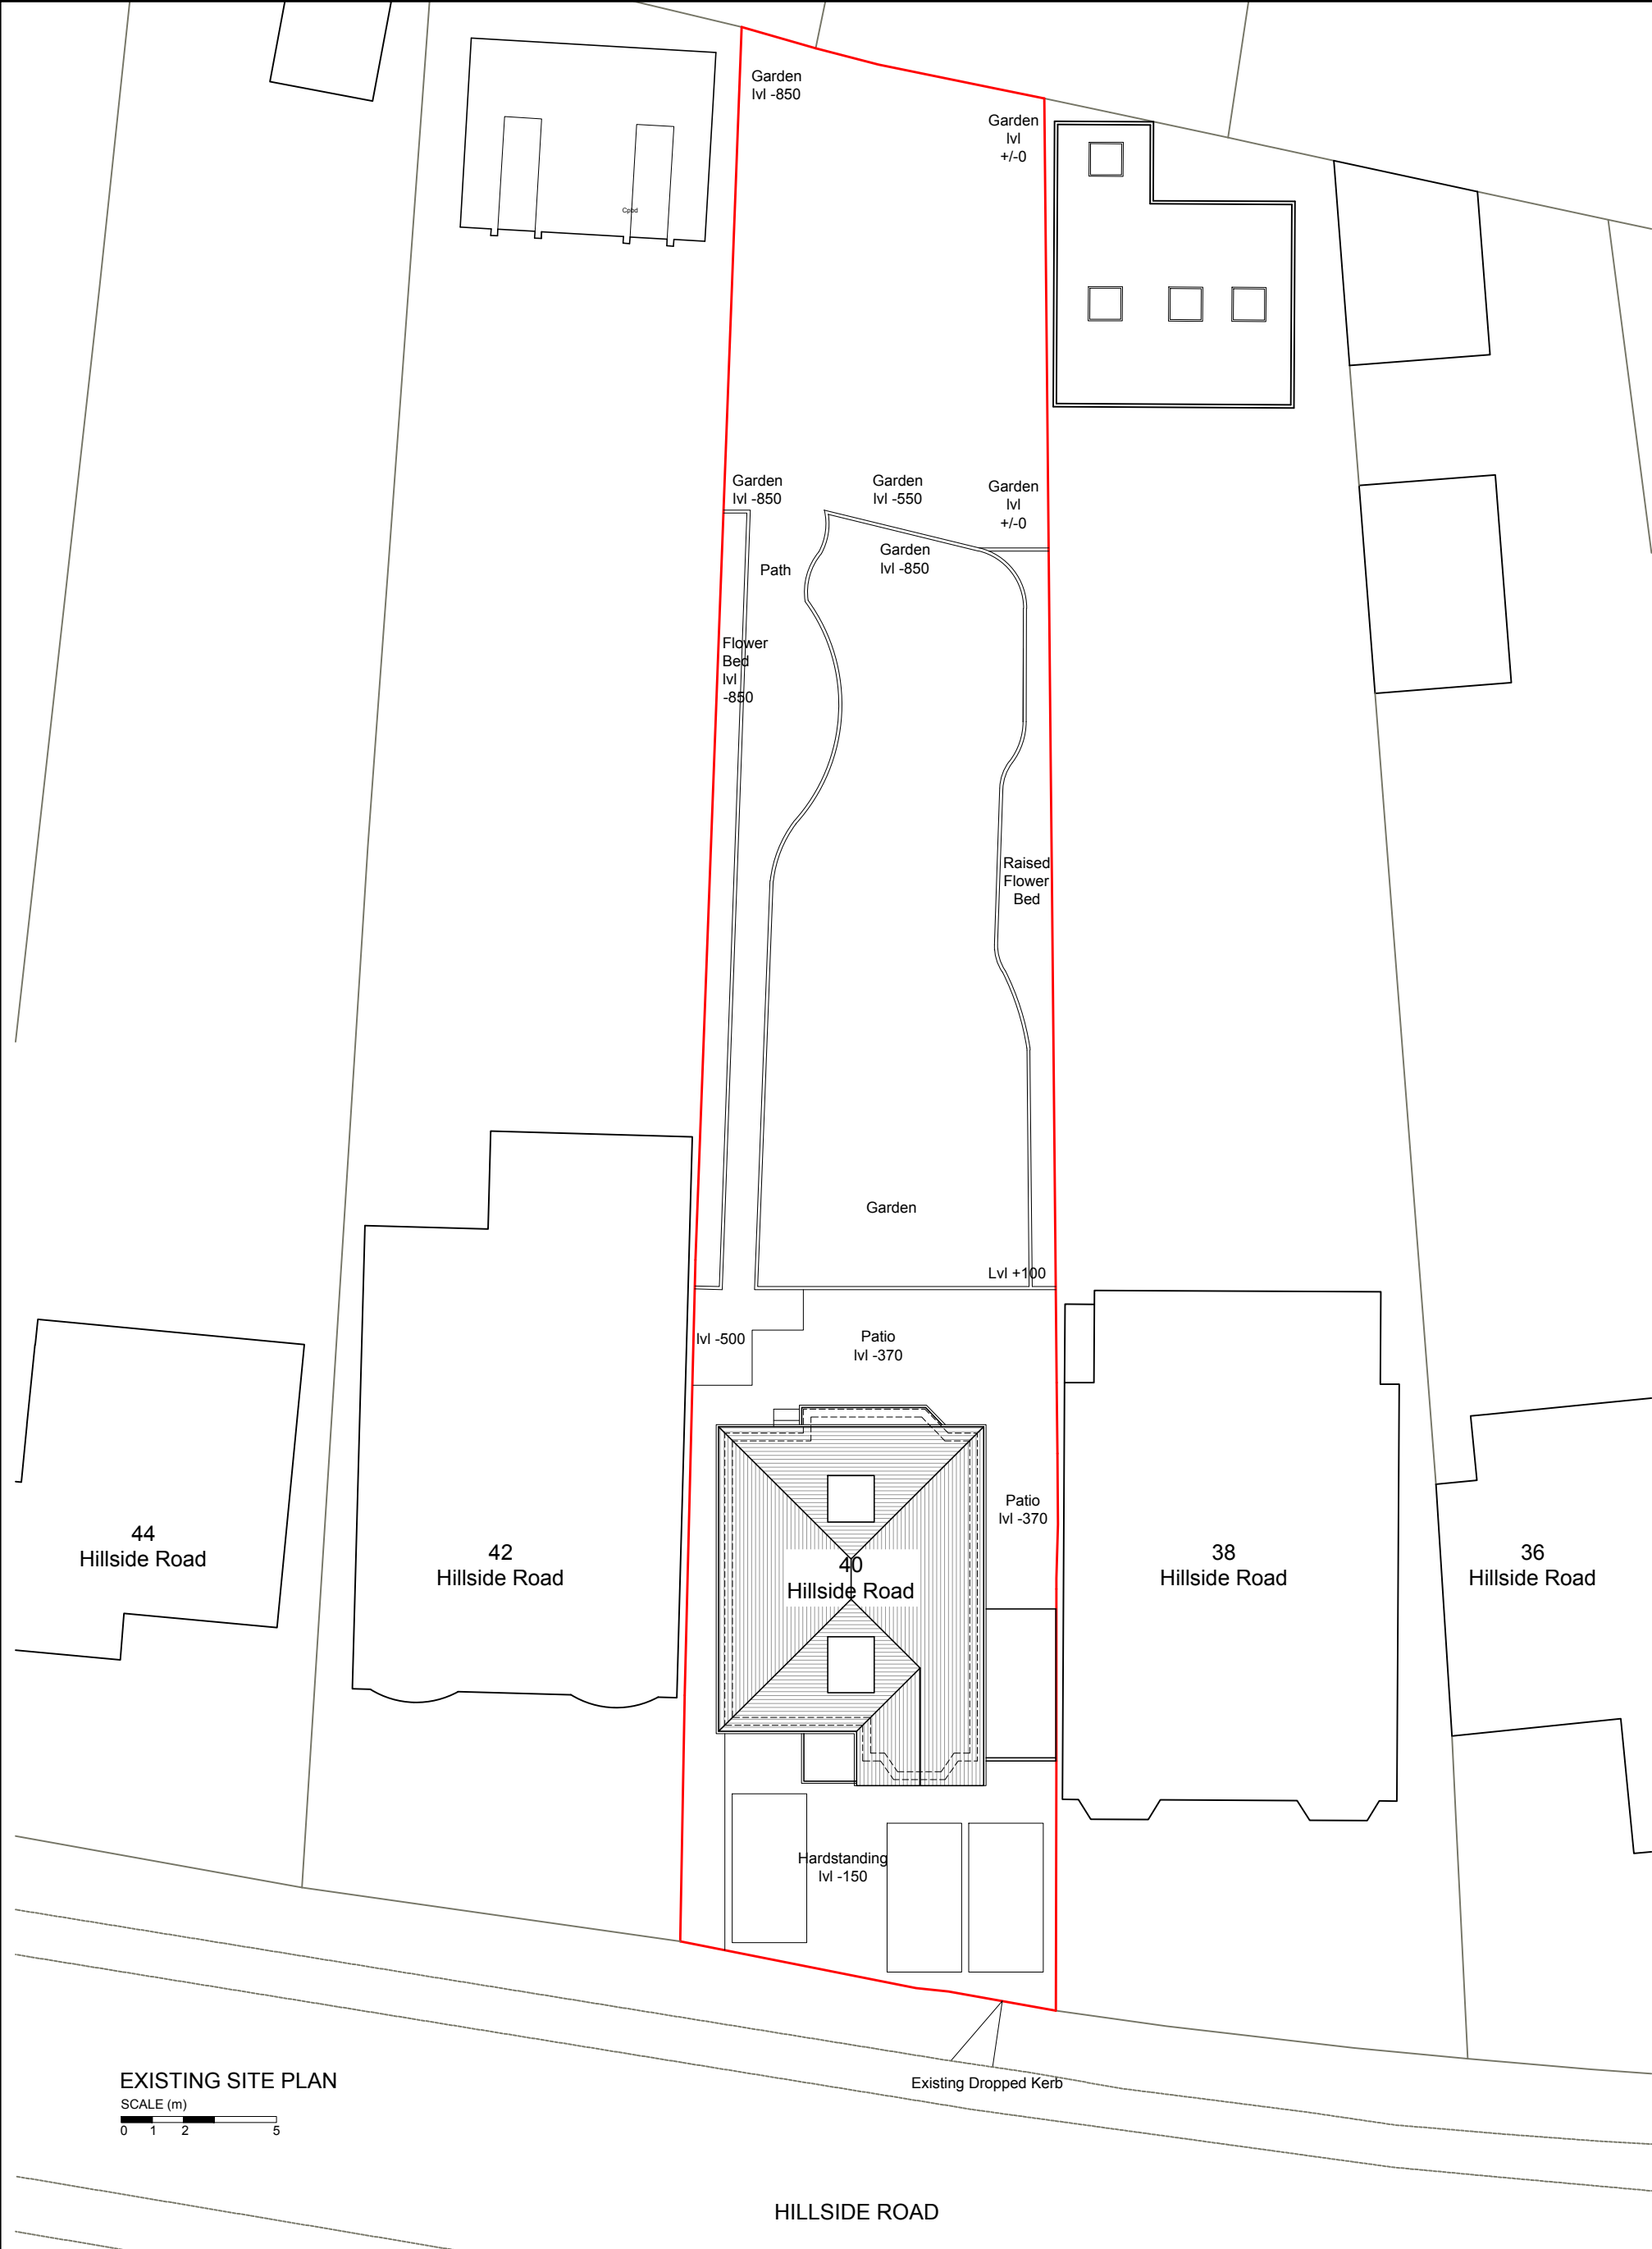 Garden
lvl -850
Garden
lvl
+/-0
Cpbd
Garden
lvl -850
Garden
lvl -550
Garden
lvl
+/-0
Garden
lvl -850
Path
Flower
Bed
lvl
-850
Raised
Flower
Bed
Garden
Lvl +100
lvl -500
Patio
lvl -370
Patio
lvl -370
44
Hillside Road
42
Hillside Road
40
Hillside Road
38
Hillside Road
36
Hillside Road
Hardstanding
lvl -150
Existing Dropped Kerb
EXISTING SITE PLAN
SCALE (m)
0 1 2 5
HILLSIDE ROAD